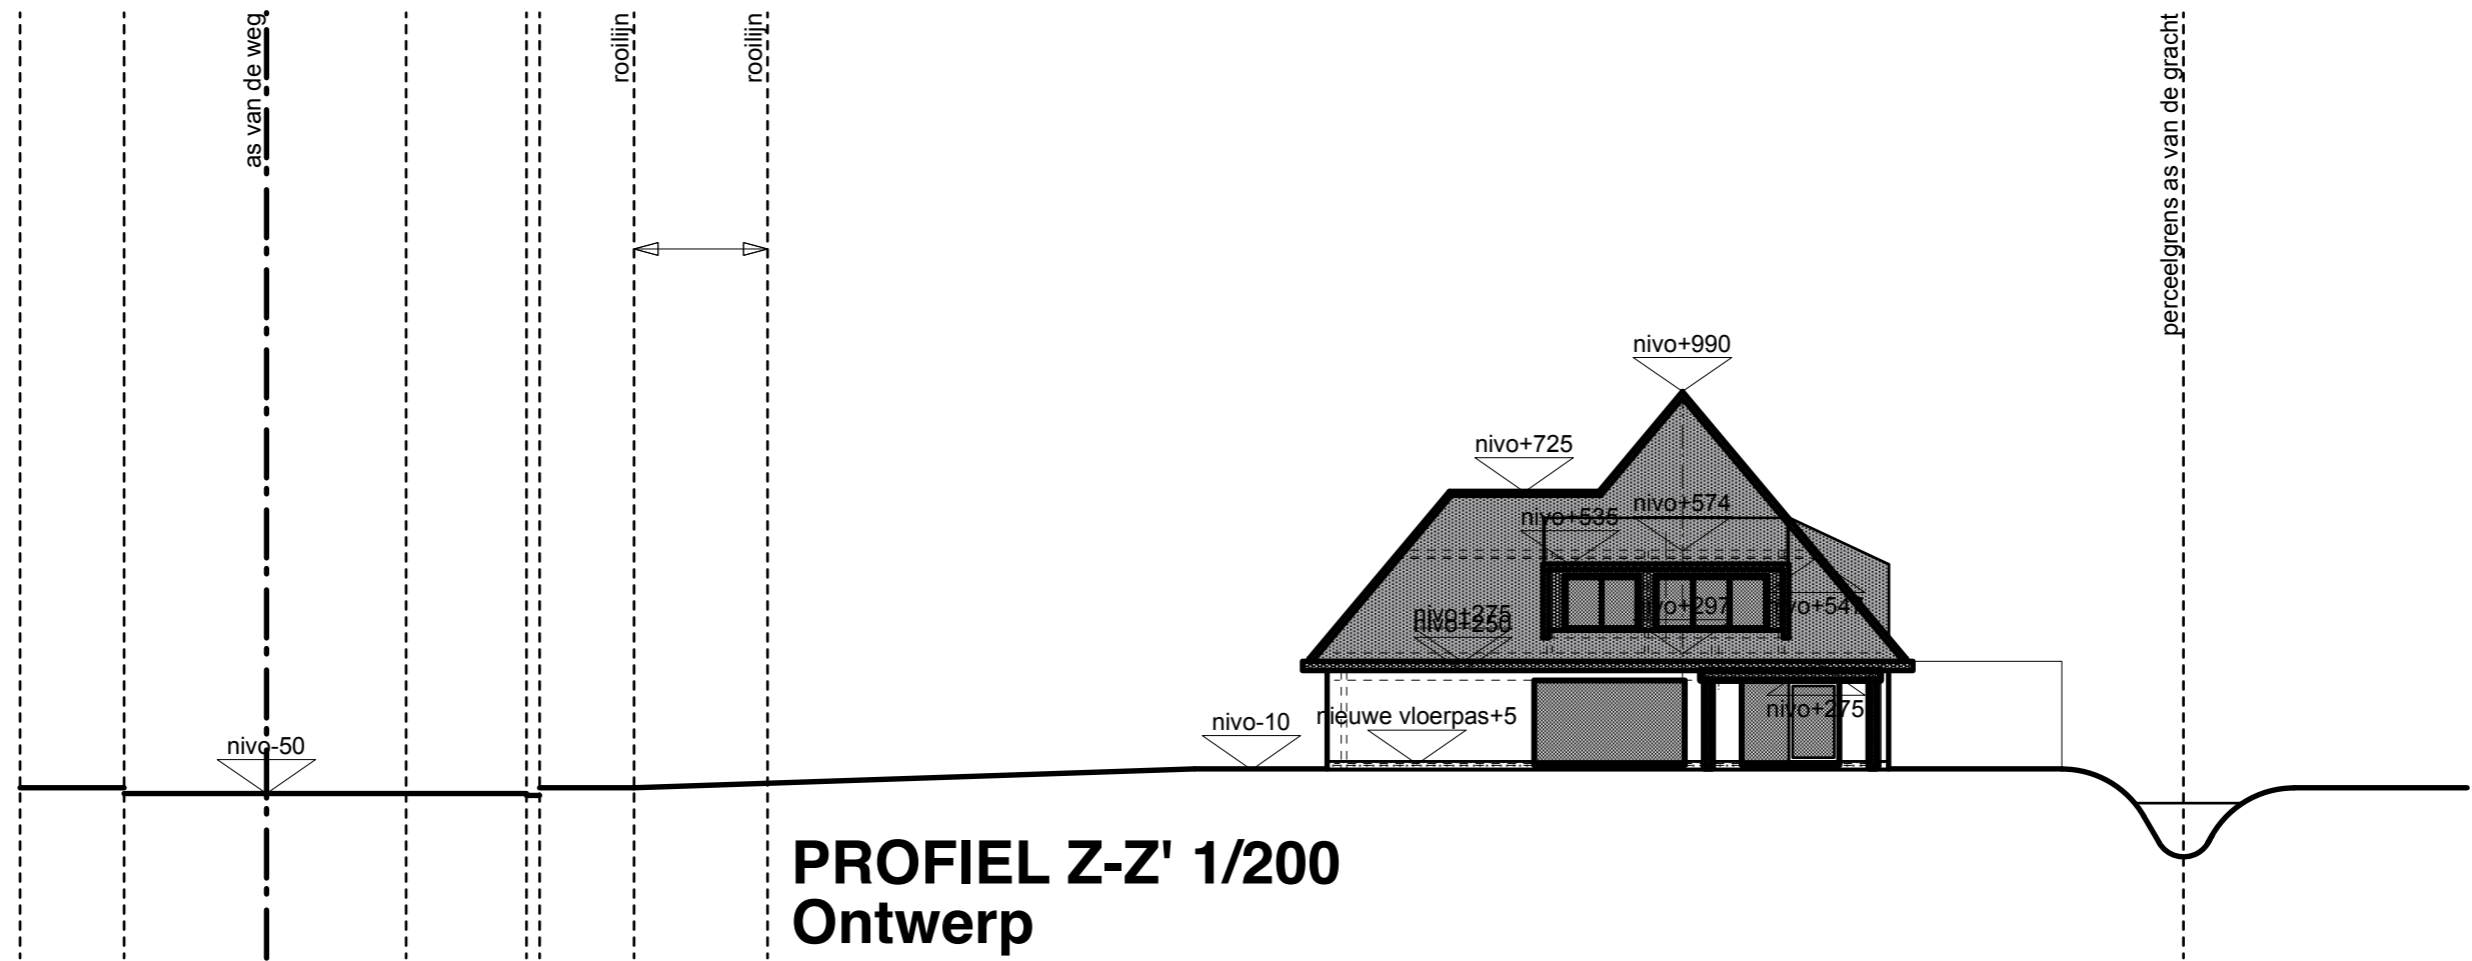 as van de weg
rooilijn
rooilijn
perceelgrens as van de gracht
nivo+990
nivo+725
nivo+574
nivo+535
nivo+297
nivo+547
nivo+275
nivo+250
nivo+275
nieuwe vloerpas+5
nivo-10
nivo-50
PROFIEL Z-Z' 1/200
Ontwerp